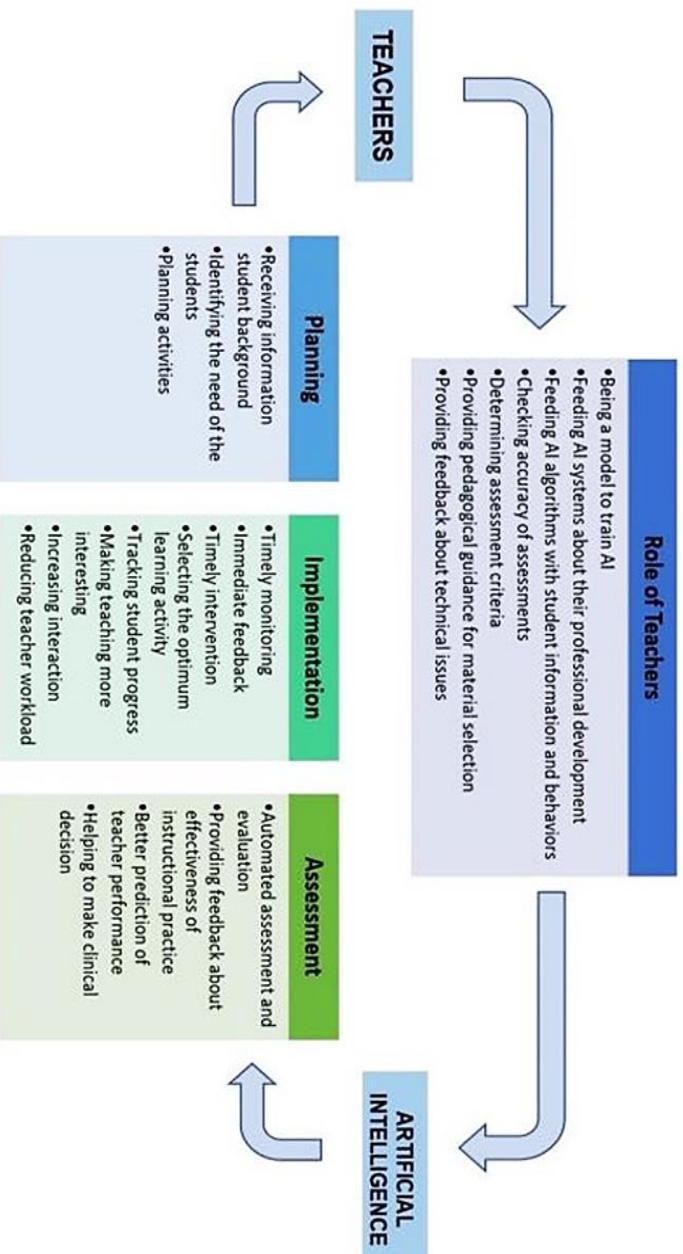 TEACHERS
Role of Teachers
•Being a model to train AI
•Feeding AI systems about their professional development
•Feeding AI algorithms with student information and behaviors
•Checking accuracy of assessments
•Determining assessment criteria
•Providing pedagogical guidance for material selection
•Providing feedback about technical issues
ARTIFICIAL
INTELLIGENCE
Planning
•Receiving information
student background
•Identifying the need of the
students
•Planning activities
Implementation
•Timely monitoring
•Immediate feedback
•Timely intervention
•Selecting the optimum
learning activity
•Tracking student progress
•Making teaching more
interesting
•Increasing interaction
•Reducing teacher workload
Assessment
•Automated assessment and
evaluation
•Providing feedback about
effectiveness of
instructional practice
•Better prediction of
teacher performance
•Helping to make clinical
decision